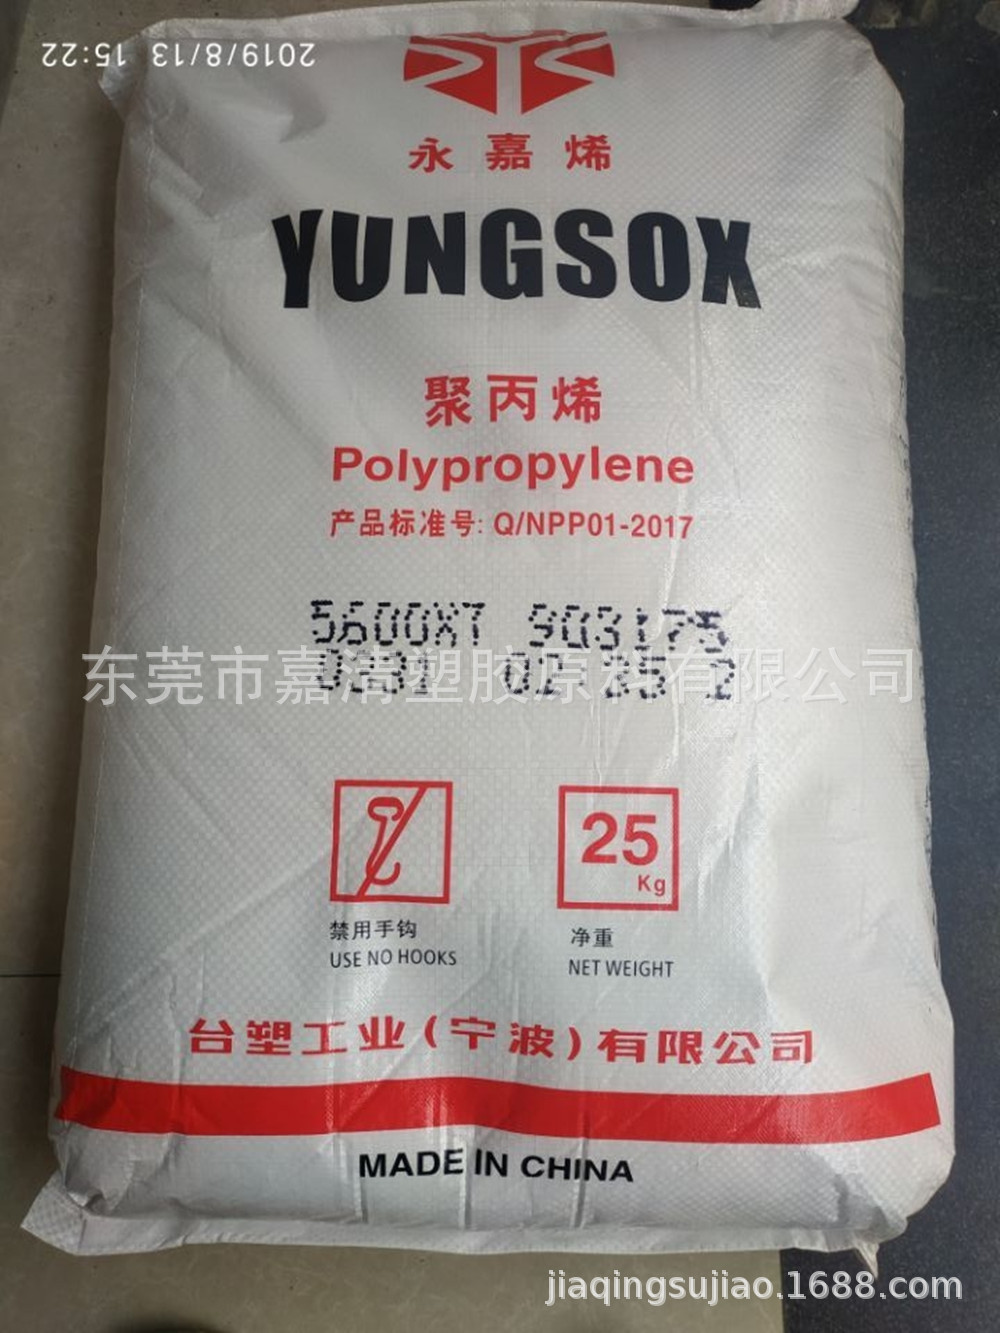 2019/8/13 15:22
永嘉烯
YUNGSOX
聚丙烯
Polypropylene
产品标准号: Q/NPP01-2017
5600XT 9Q3175
东莞市嘉清塑胶原料有限公司
禁用手钩
USE NO HOOKS
25
Kg
净重
NET WEIGHT
台塑工业(宁波)有限公司
MADE IN CHINA
jiaqingsujiao.1688.com